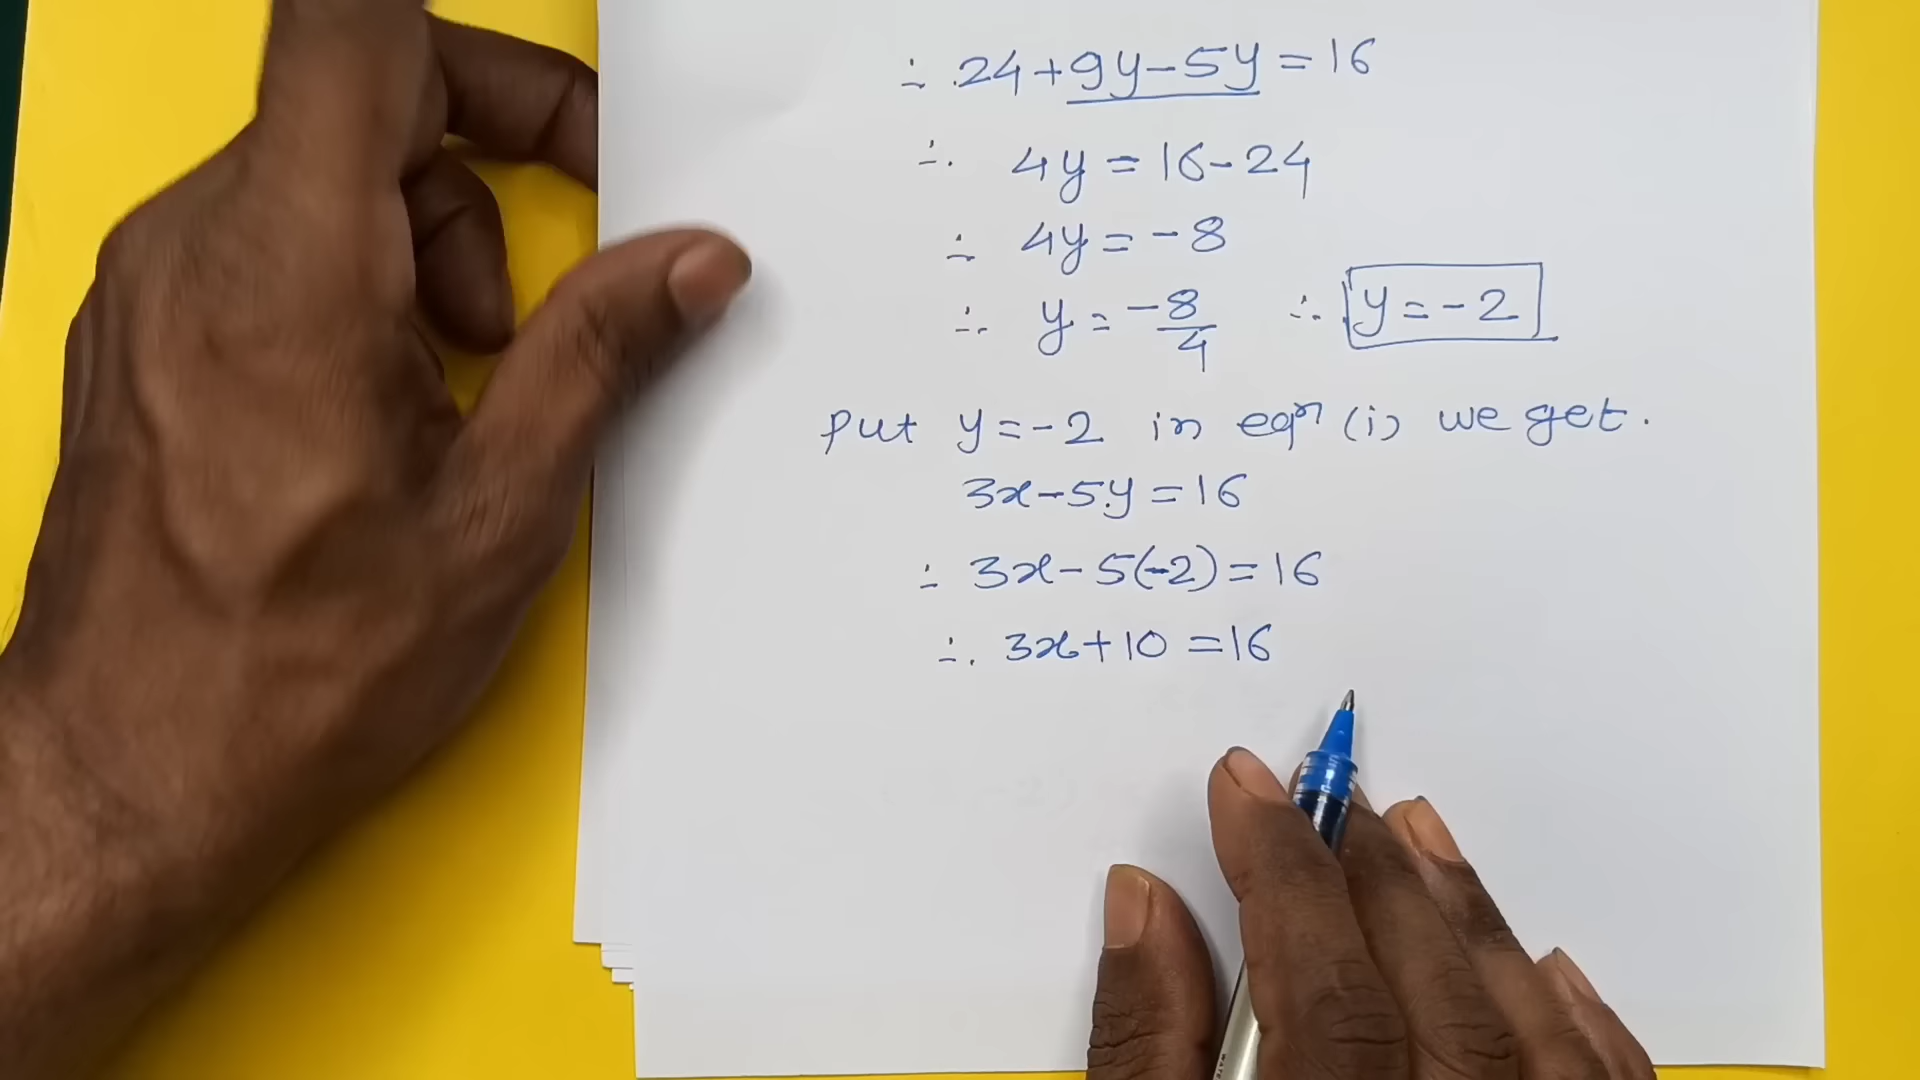 ∴ 24+9y-5y=16
∴ 4y=16-24
∴ 4y=-8
∴ y=-8/4 ∴ y=-2
Put y=-2 in eqⁿ (i) we get.
3x-5y=16
∴ 3x-5(-2)=16
∴ 3x+10=16